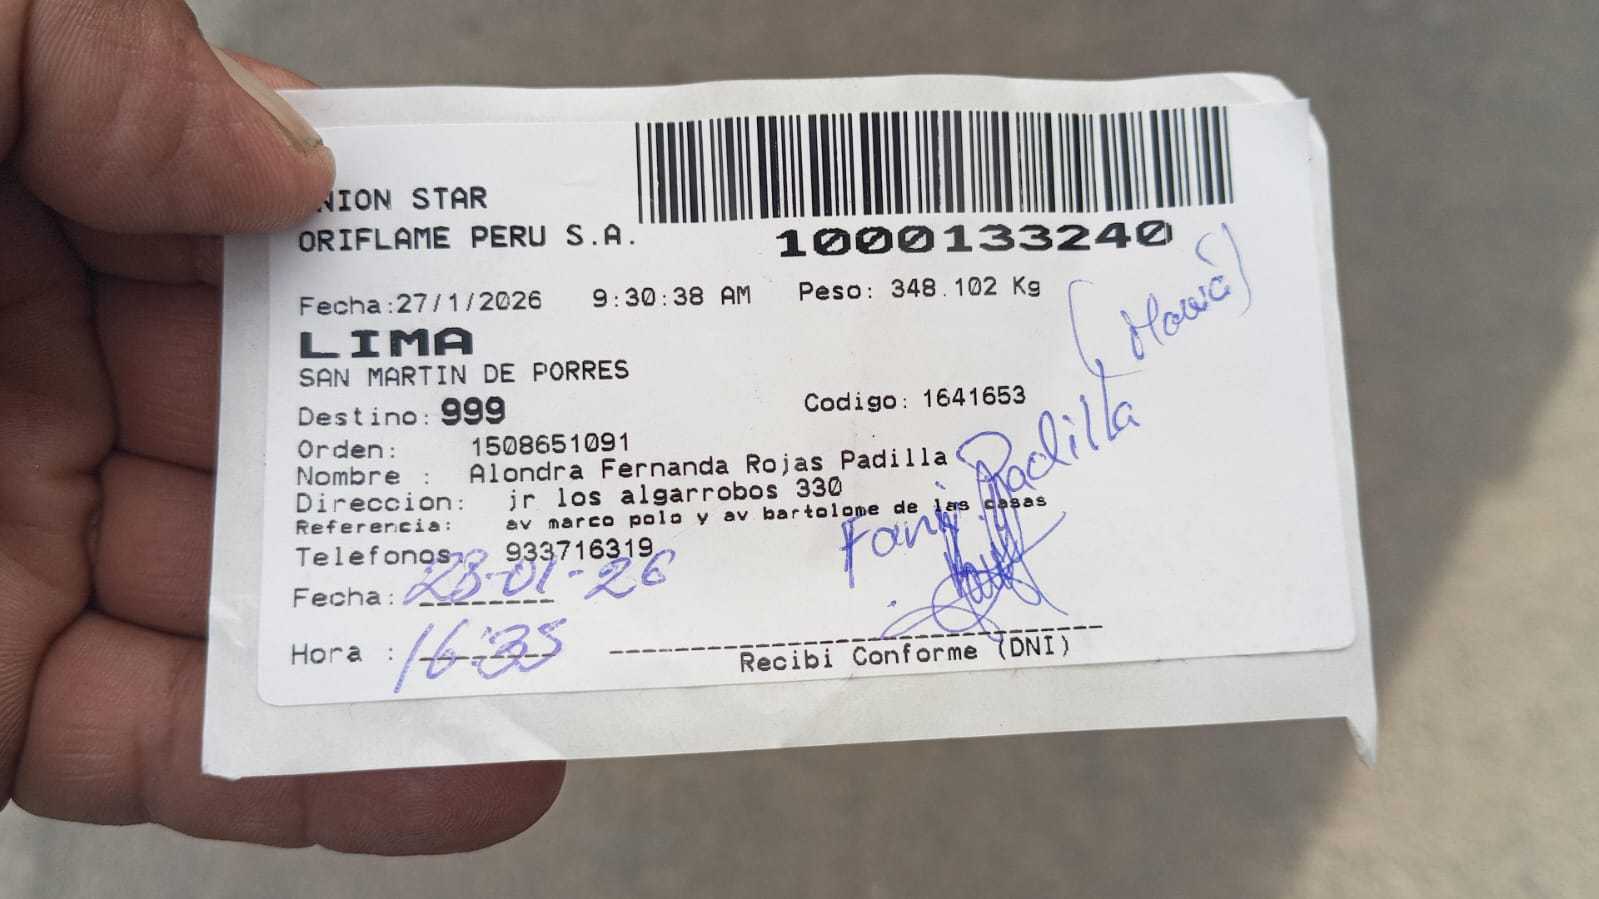 NION STAR
ORIFLAME PERU S.A.
1000133240
Fecha:27/1/2026 9:30:38 AM Peso: 348.102 Kg
LIMA
SAN MARTIN DE PORRES
Destino: 999 Codigo: 1641653
Orden: 1508651091
Nombre : Alondra Fernanda Rojas Padilla
Direccion: jr los algarrobos 330
Referencia: av marco polo y av bartolome de las casas
Telefonos: 933716319
Fecha: 28-01-26
Hora : 16:35
Recibi Conforme (DNI)
Fani Padilla
(Mamá)